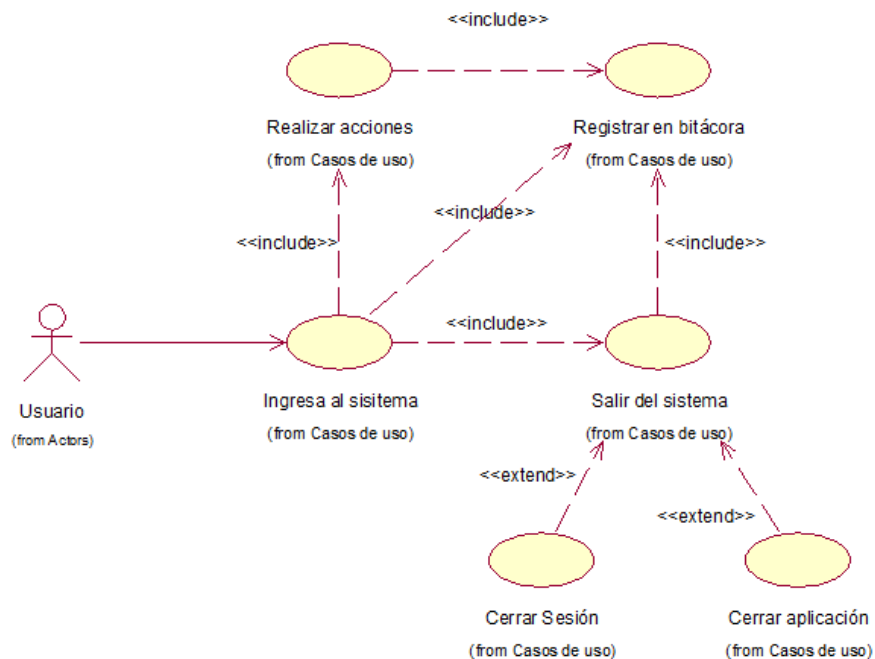 <<include>>
Realizar acciones
(from Casos de uso)
Registrar en bitácora
(from Casos de uso)
<<include>>
<<include>>
<<include>>
<<include>>
Usuario
(from Actors)
Ingresa al sisitema
(from Casos de uso)
Salir del sistema
(from Casos de uso)
<<extend>>
<<extend>>
Cerrar Sesión
(from Casos de uso)
Cerrar aplicación
(from Casos de uso)